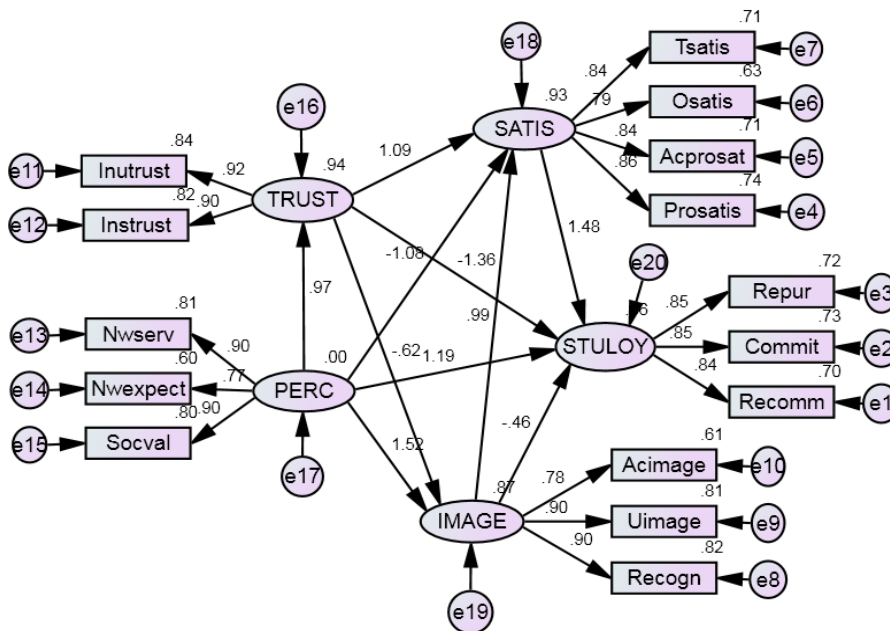 e18
.71
Tsatis
e7
.84
.63
Osatis
e6
.79
.93
SATIS
.71
Acprosat
e5
.84
.86
.74
Prosatis
e4
e16
.94
TRUST
1.09
.84
e11
Inutrust
.92
.82
e12
Instrust
.90
-1.08
-1.36
1.48
e20
.97
.99
.72
Repur
e3
.85
.73
STULOY
Commit
e2
.85
.70
Recomm
e1
.84
.81
e13
Nwserv
.90
.60
e14
Nwexpect
.77
.80
e15
Socval
.90
.00
PERC
e17
-.62
1.19
1.52
-.46
.87
IMAGE
e19
.61
Acimage
e10
.78
.81
Uimage
e9
.90
.82
Recogn
e8
.90